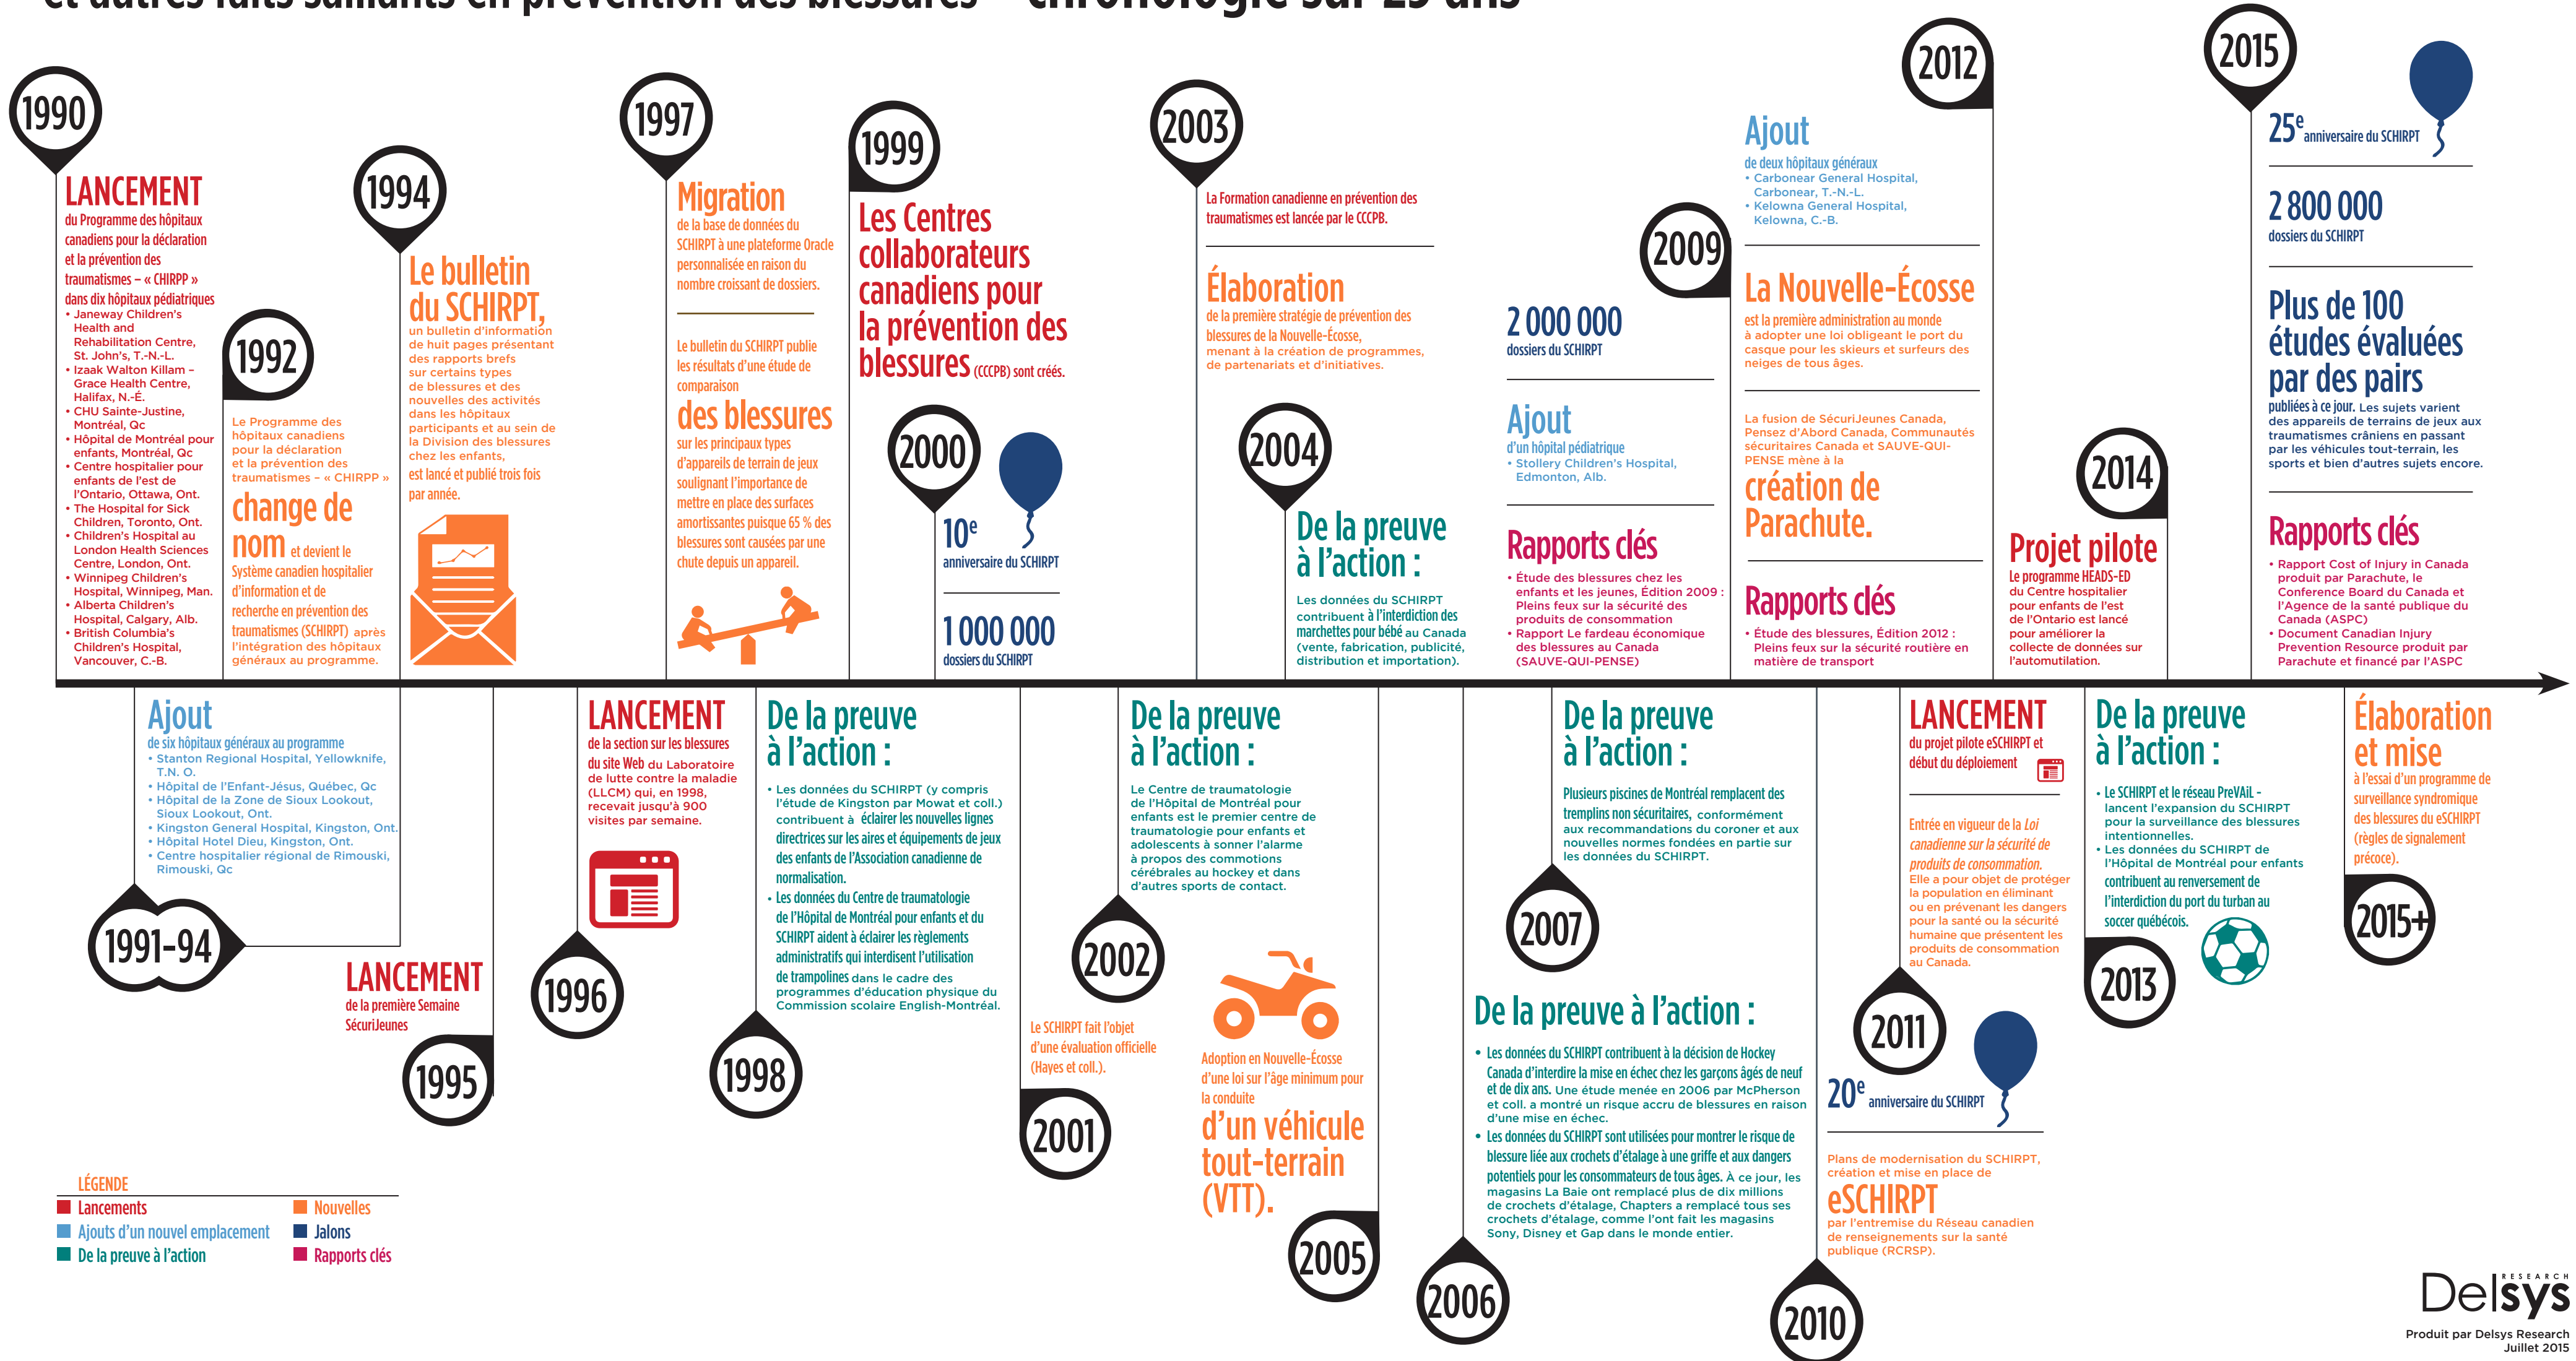 et autres faits saillants en prévention des blessures – chronologie sur 25 ans
1990
LANCEMENT
du Programme des hôpitaux
canadiens pour la déclaration
et la prévention des
traumatismes – « CHIRPP »
dans dix hôpitaux pédiatriques
• Janeway Children's
Health and
Rehabilitation Centre,
St. John's, T.-N.-L.
• Izaak Walton Killam –
Grace Health Centre,
Halifax, N.-É.
• CHU Sainte-Justine,
Montréal, Qc
• Hôpital de Montréal pour
enfants, Montréal, Qc
• Centre hospitalier pour
enfants de l'est de
l'Ontario, Ottawa, Ont.
• The Hospital for Sick
Children, Toronto, Ont.
• Children's Hospital au
London Health Sciences
Centre, London, Ont.
• Winnipeg Children's
Hospital, Winnipeg, Man.
• Alberta Children's
Hospital, Calgary, Alb.
• British Columbia's
Children's Hospital,
Vancouver, C.-B.
1992
Le Programme des
hôpitaux canadiens
pour la déclaration
et la prévention des
traumatismes – « CHIRPP »
change de
nom et devient le
Système canadien hospitalier
d'information et de
recherche en prévention des
traumatismes (SCHIRPT) après
l'intégration des hôpitaux
généraux au programme.
1994
Le bulletin
du SCHIRPT,
un bulletin d'information
de huit pages présentant
des rapports brefs
sur certains types
de blessures et des
nouvelles des activités
dans les hôpitaux
participants et au sein de
la Division des blessures
chez les enfants,
est lancé et publié trois fois
par année.
1997
Migration
de la base de données du
SCHIRPT à une plateforme Oracle
personnalisée en raison du
nombre croissant de dossiers.
Le bulletin du SCHIRPT publie
les résultats d'une étude de
comparaison
des blessures
sur les principaux types
d'appareils de terrain de jeux
soulignant l'importance de
mettre en place des surfaces
amortissantes puisque 65 % des
blessures sont causées par une
chute depuis un appareil.
1999
Les Centres
collaborateurs
canadiens pour
la prévention des
blessures (CCCPB) sont créés.
2000
10e
anniversaire du SCHIRPT
1 000 000
dossiers du SCHIRPT
2003
La Formation canadienne en prévention des
traumatismes est lancée par le CCCPB.
Élaboration
de la première stratégie de prévention des
blessures de la Nouvelle-Écosse,
menant à la création de programmes,
de partenariats et d'initiatives.
2004
De la preuve
à l'action :
Les données du SCHIRPT
contribuent à l'interdiction des
marchettes pour bébé au Canada
(vente, fabrication, publicité,
distribution et importation).
2009
2 000 000
dossiers du SCHIRPT
Ajout
d'un hôpital pédiatrique
• Stollery Children's Hospital,
Edmonton, Alb.
Rapports clés
• Étude des blessures chez les
enfants et les jeunes, Édition 2009 :
Pleins feux sur la sécurité des
produits de consommation
• Rapport Le fardeau économique
des blessures au Canada
(SAUVE-QUI-PENSE)
2012
Ajout
de deux hôpitaux généraux
• Carbonear General Hospital,
Carbonear, T.-N.-L.
• Kelowna General Hospital,
Kelowna, C.-B.
La Nouvelle-Écosse
est la première administration au monde
à adopter une loi obligeant le port du
casque pour les skieurs et surfeurs des
neiges de tous âges.
La fusion de SécuriJeunes Canada,
Pensez d'Abord Canada, Communautés
sécuritaires Canada et SAUVE-QUI-
PENSE mène à la
création de
Parachute.
Rapports clés
• Étude des blessures, Édition 2012 :
Pleins feux sur la sécurité routière en
matière de transport
2014
Projet pilote
Le programme HEADS-ED
du Centre hospitalier
pour enfants de l'est
de l'Ontario est lancé
pour améliorer la
collecte de données sur
l'automutilation.
2015
25e anniversaire du SCHIRPT
2 800 000
dossiers du SCHIRPT
Plus de 100
études évaluées
par des pairs
publiées à ce jour. Les sujets varient
des appareils de terrains de jeux aux
traumatismes crâniens en passant
par les véhicules tout-terrain, les
sports et bien d'autres sujets encore.
Rapports clés
• Rapport Cost of Injury in Canada
produit par Parachute, le
Conference Board du Canada et
l'Agence de la santé publique du
Canada (ASPC)
• Document Canadian Injury
Prevention Resource produit par
Parachute et financé par l'ASPC
Ajout
de six hôpitaux généraux au programme
• Stanton Regional Hospital, Yellowknife,
T.N. O.
• Hôpital de l'Enfant-Jésus, Québec, Qc
• Hôpital de la Zone de Sioux Lookout,
Sioux Lookout, Ont.
• Kingston General Hospital, Kingston, Ont.
• Hôpital Hotel Dieu, Kingston, Ont.
• Centre hospitalier régional de Rimouski,
Rimouski, Qc
1991-94
LANCEMENT
de la première Semaine
SécuriJeunes
1995
LANCEMENT
de la section sur les blessures
du site Web du Laboratoire
de lutte contre la maladie
(LLCM) qui, en 1998,
recevait jusqu'à 900
visites par semaine.
1996
De la preuve
à l'action :
• Les données du SCHIRPT (y compris
l'étude de Kingston par Mowat et coll.)
contribuent à éclairer les nouvelles lignes
directrices sur les aires et équipements de jeux
des enfants de l'Association canadienne de
normalisation.
• Les données du Centre de traumatologie
de l'Hôpital de Montréal pour enfants et du
SCHIRPT aident à éclairer les règlements
administratifs qui interdisent l'utilisation
de trampolines dans le cadre des
programmes d'éducation physique du
Commission scolaire English-Montréal.
1998
Le SCHIRPT fait l'objet
d'une évaluation officielle
(Hayes et coll.).
2001
De la preuve
à l'action :
Le Centre de traumatologie
de l'Hôpital de Montréal pour
enfants est le premier centre de
traumatologie pour enfants et
adolescents à sonner l'alarme
à propos des commotions
cérébrales au hockey et dans
d'autres sports de contact.
2002
Adoption en Nouvelle-Écosse
d'une loi sur l'âge minimum pour
la conduite
d'un véhicule
tout-terrain
(VTT).
2005
De la preuve à l'action :
• Les données du SCHIRPT contribuent à la décision de Hockey
Canada d'interdire la mise en échec chez les garçons âgés de neuf
et de dix ans. Une étude menée en 2006 par McPherson
et coll. a montré un risque accru de blessures en raison
d'une mise en échec.
• Les données du SCHIRPT sont utilisées pour montrer le risque de
blessure liée aux crochets d'étalage à une griffe et aux dangers
potentiels pour les consommateurs de tous âges. À ce jour, les
magasins La Baie ont remplacé plus de dix millions
de crochets d'étalage, Chapters a remplacé tous ses
crochets d'étalage, comme l'ont fait les magasins
Sony, Disney et Gap dans le monde entier.
2006
De la preuve
à l'action :
Plusieurs piscines de Montréal remplacent des
tremplins non sécuritaires, conformément
aux recommandations du coroner et aux
nouvelles normes fondées en partie sur
les données du SCHIRPT.
2007
20e anniversaire du SCHIRPT
Plans de modernisation du SCHIRPT,
création et mise en place de
eSCHIRPT
par l'entremise du Réseau canadien
de renseignements sur la santé
publique (RCRSP).
2010
LANCEMENT
du projet pilote eSCHIRPT et
début du déploiement
Entrée en vigueur de la Loi
canadienne sur la sécurité de
produits de consommation.
Elle a pour objet de protéger
la population en éliminant
ou en prévenant les dangers
pour la santé ou la sécurité
humaine que présentent les
produits de consommation
au Canada.
2011
De la preuve
à l'action :
• Le SCHIRPT et le réseau PreVAiL -
lancent l'expansion du SCHIRPT
pour la surveillance des blessures
intentionnelles.
• Les données du SCHIRPT de
l'Hôpital de Montréal pour enfants
contribuent au renversement de
l'interdiction du port du turban au
soccer québécois.
2013
Élaboration
et mise
à l'essai d'un programme de
surveillance syndromique
des blessures du eSCHIRPT
(règles de signalement
précoce).
2015+
LÉGENDE
Lancements
Ajouts d'un nouvel emplacement
De la preuve à l'action
Nouvelles
Jalons
Rapports clés
RESEARCH
Delsys
Produit par Delsys Research
Juillet 2015